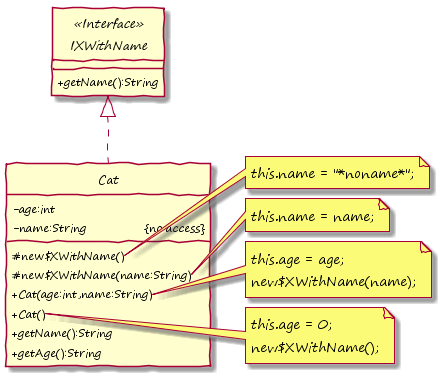 «Interface»
IXWithName
+getName():String
Cat
-age:int
-name:String {no access}
#new$XWithName()
#new$XWithName(name:String)
+Cat(age:int,name:String)
+Cat()
+getName():String
+getAge():String
this.name = "*noname*";
this.name = name;
this.age = age;
new$XWithName(name);
this.age = 0;
new$XWithName();